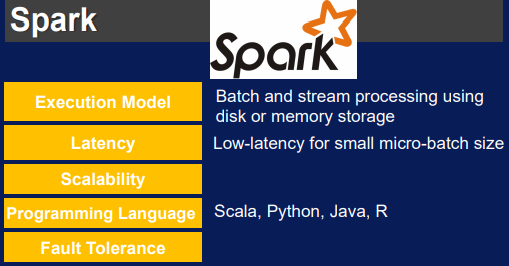 Spark
Spark
Execution Model
Batch and stream processing using
disk or memory storage
Latency
Low-latency for small micro-batch size
Scalability
Programming Language
Scala, Python, Java, R
Fault Tolerance